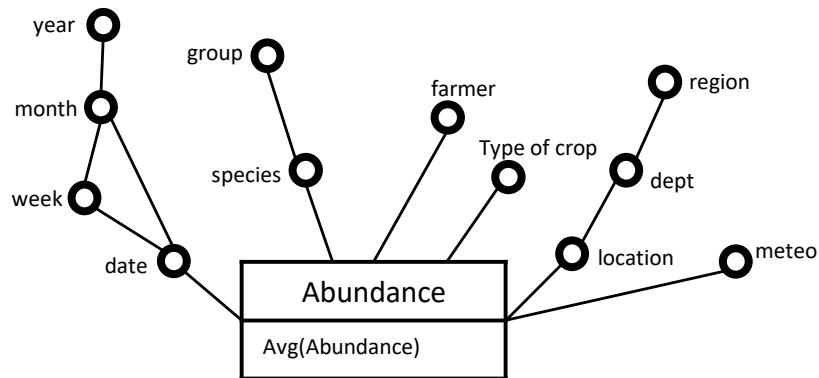 year
group
month
farmer
region
Type of crop
species
dept
week
date
location
meteo
Abundance
Avg(Abundance)